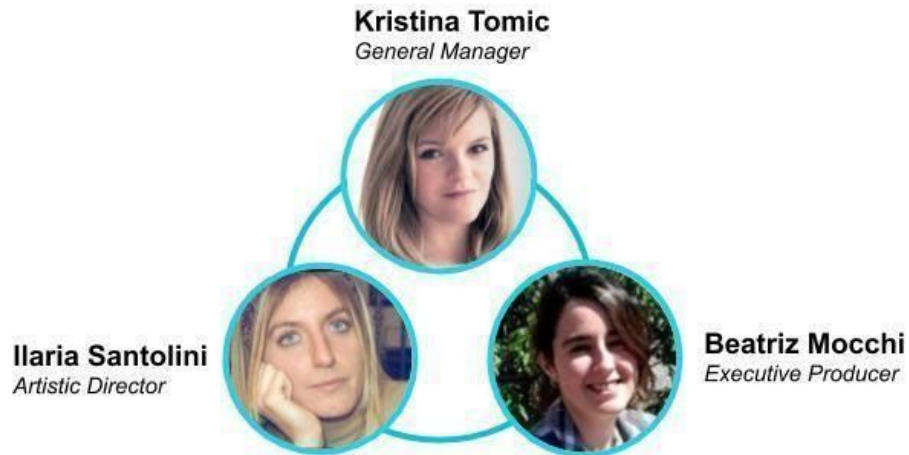 Kristina Tomic
General Manager
Ilaria Santolini
Artistic Director
Beatriz Mocchi
Executive Producer